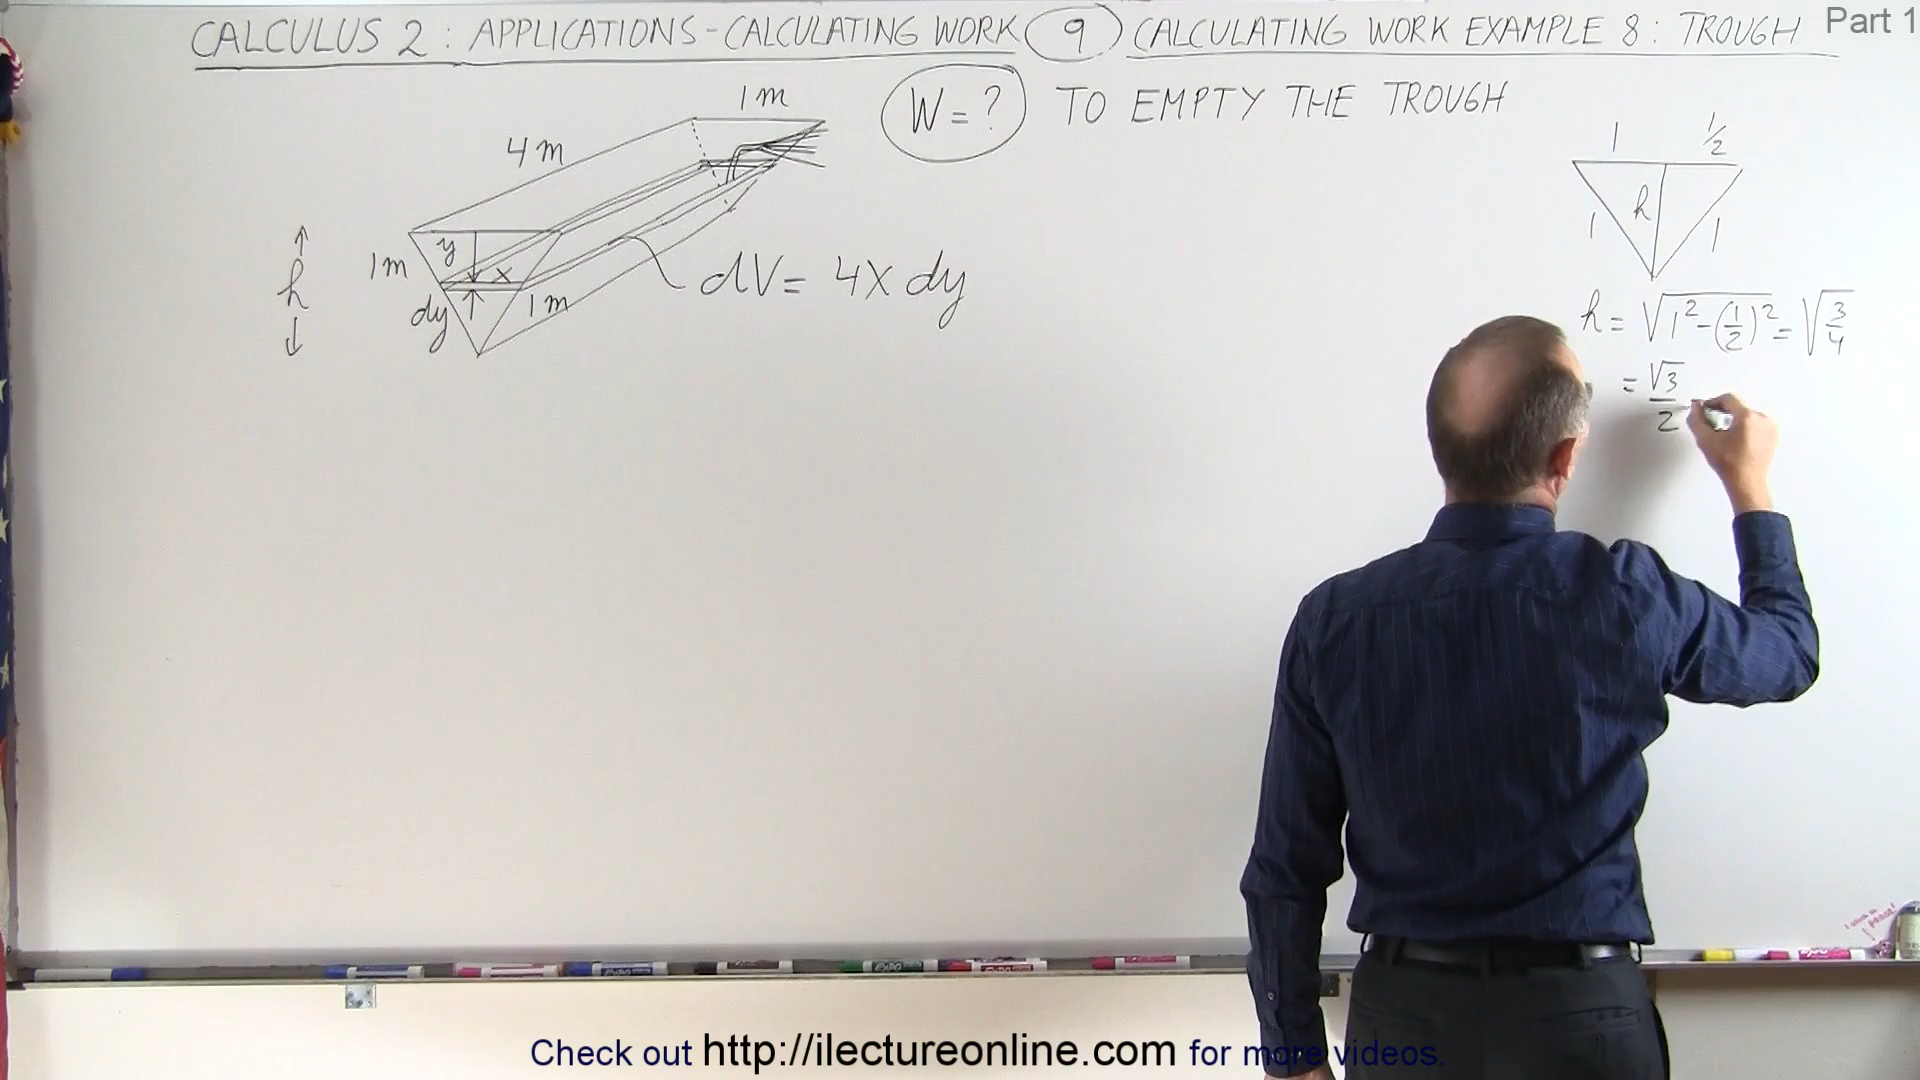 CALCULUS 2: APPLICATIONS-CALCULATING WORK 9 CALCULATING WORK EXAMPLE 8: TROUGH
Part 1
W = ? TO EMPTY THE TROUGH
1m
4m
h
1m
y
x
dy
1m
dV = 4x dy
1
1/2
h
1
1
h = √(1² - (1/2)²) = √(3/4)
= √3/2
Check out http://ilectureonline.com for more videos.